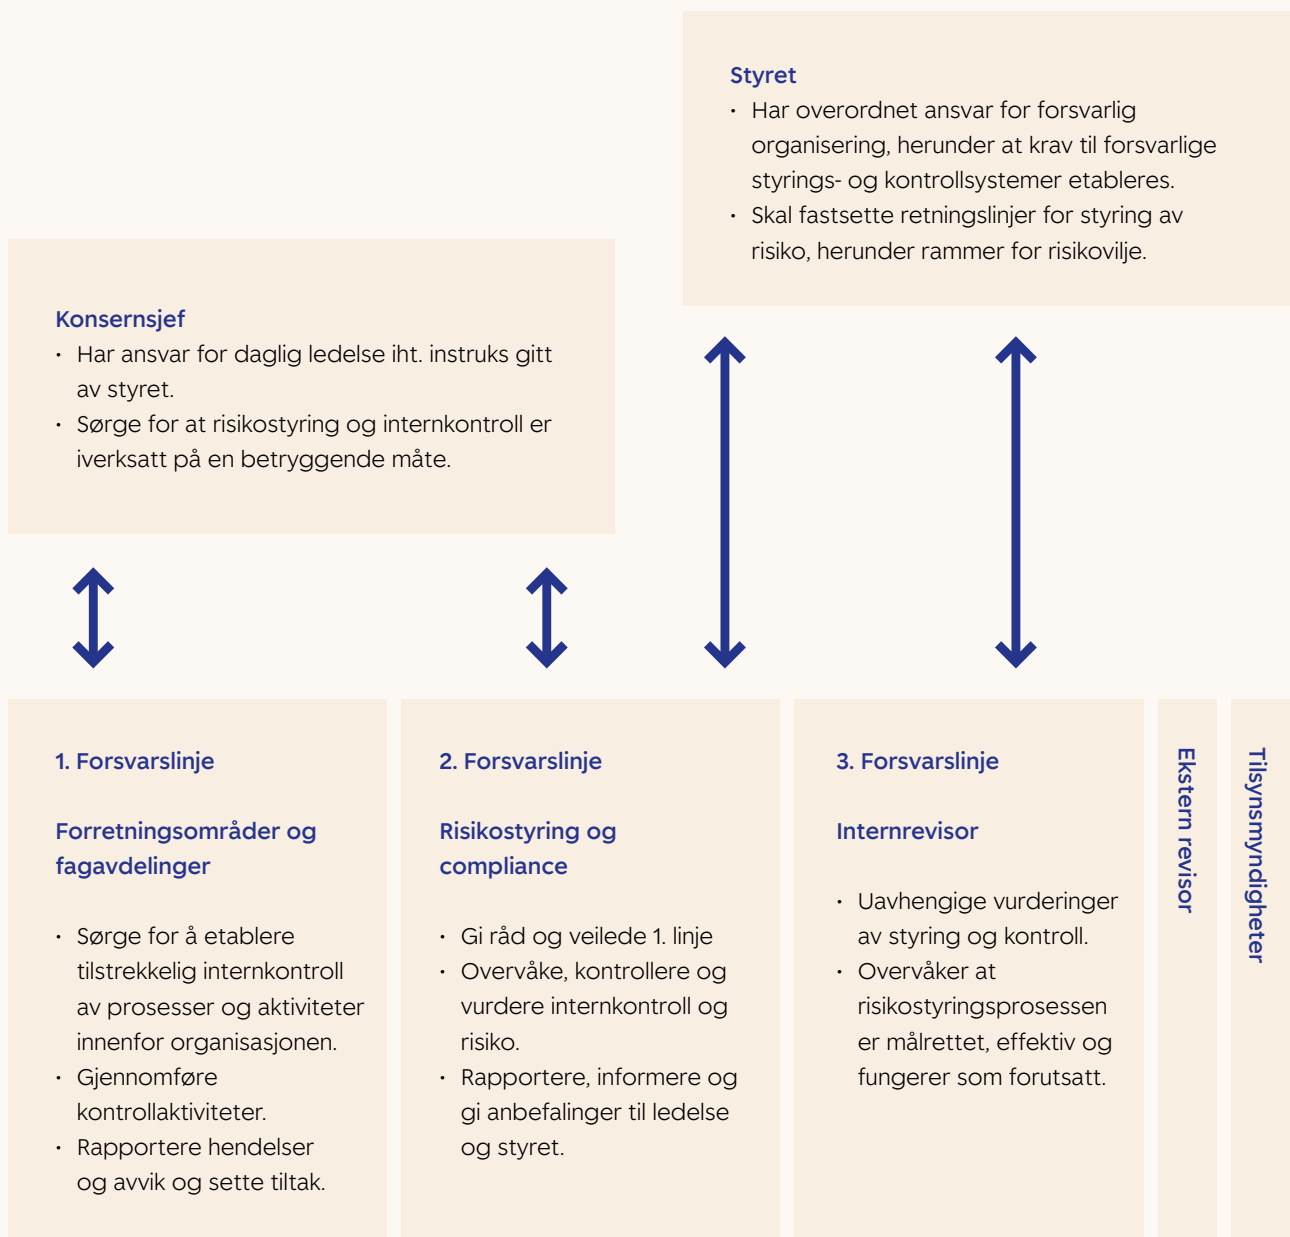 Styret
• Har overordnet ansvar for forsvarlig
organisering, herunder at krav til forsvarlige
styrings- og kontrollsystemer etableres.
• Skal fastsette retningslinjer for styring av
risiko, herunder rammer for risikovilje.
Konsernsjef
• Har ansvar for daglig ledelse iht. instruks gitt
av styret.
• Sørge for at risikostyring og internkontroll er
iverksatt på en betryggende måte.
1. Forsvarslinje
Forretningsområder og
fagavdelinger
• Sørge for å etablere
tilstrekkelig internkontroll
av prosesser og aktiviteter
innenfor organisasjonen.
• Gjennomføre
kontrollaktiviteter.
• Rapportere hendelser
og avvik og sette tiltak.
2. Forsvarslinje
Risikostyring og
compliance
• Gi råd og veilede 1. linje
• Overvåke, kontrollere og
vurdere internkontroll og
risiko.
• Rapportere, informere og
gi anbefalinger til ledelse
og styret.
3. Forsvarslinje
Internrevisor
• Uavhengige vurderinger
av styring og kontroll.
• Overvåker at
risikostyringsprosessen
er målrettet, effektiv og
fungerer som forutsatt.
Ekstern revisor
Tilsynsmyndigheter